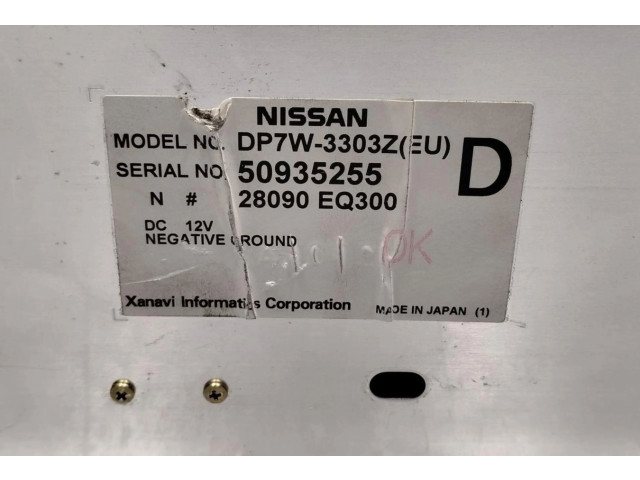 NISSAN
MODEL NO. DP7W-3303Z(EU)
SERIAL NO. 50935255
D
N # 28090 EQ300
DC 12V
NEGATIVE GROUND
OK
Xanavi Informatics Corporation MADE IN JAPAN (1)